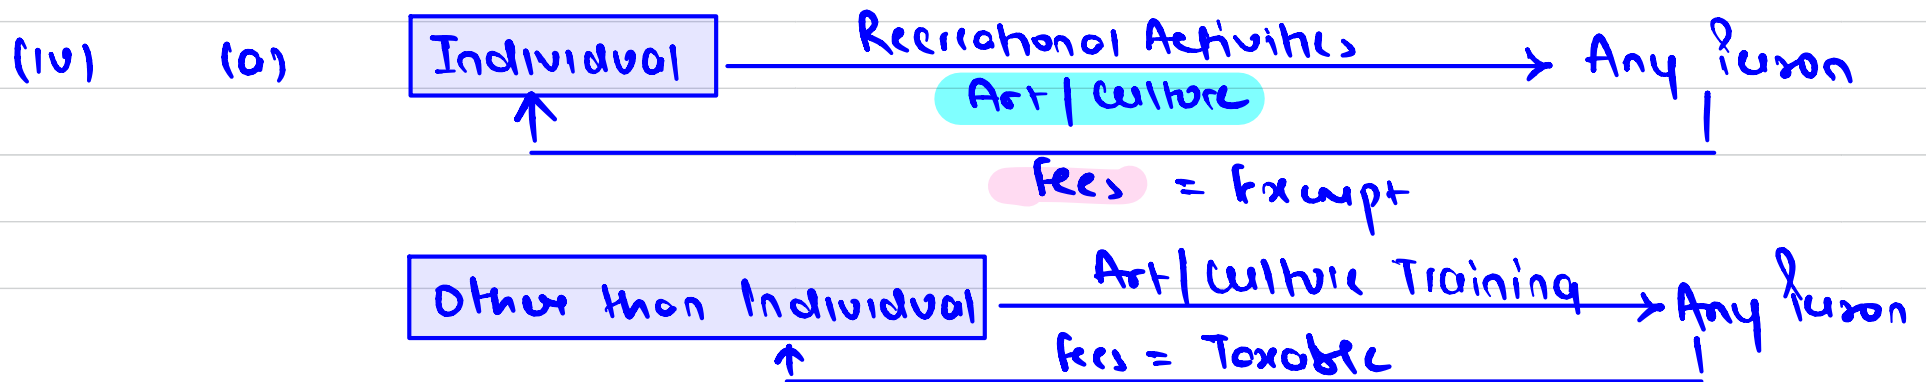 (iv) (a) Individual Recreational Activities Any Person
Art / Culture
Fees = Exempt
Other than Individual Art / Culture Training Any Person
Fees = Taxable